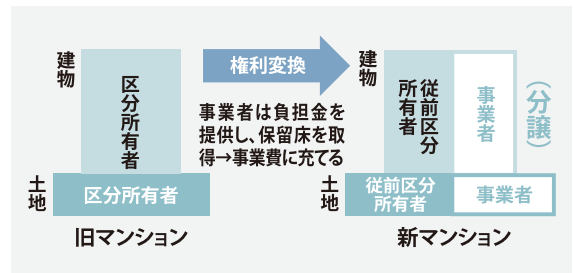 建物
区分所有者
土地
区分所有者
旧マンション
権利変換
事業者は負担金を
提供し、保留床を取
得→事業費に充てる
建物
従前区分
所有者
事業者
（分譲）
土地
従前区分
所有者
事業者
新マンション